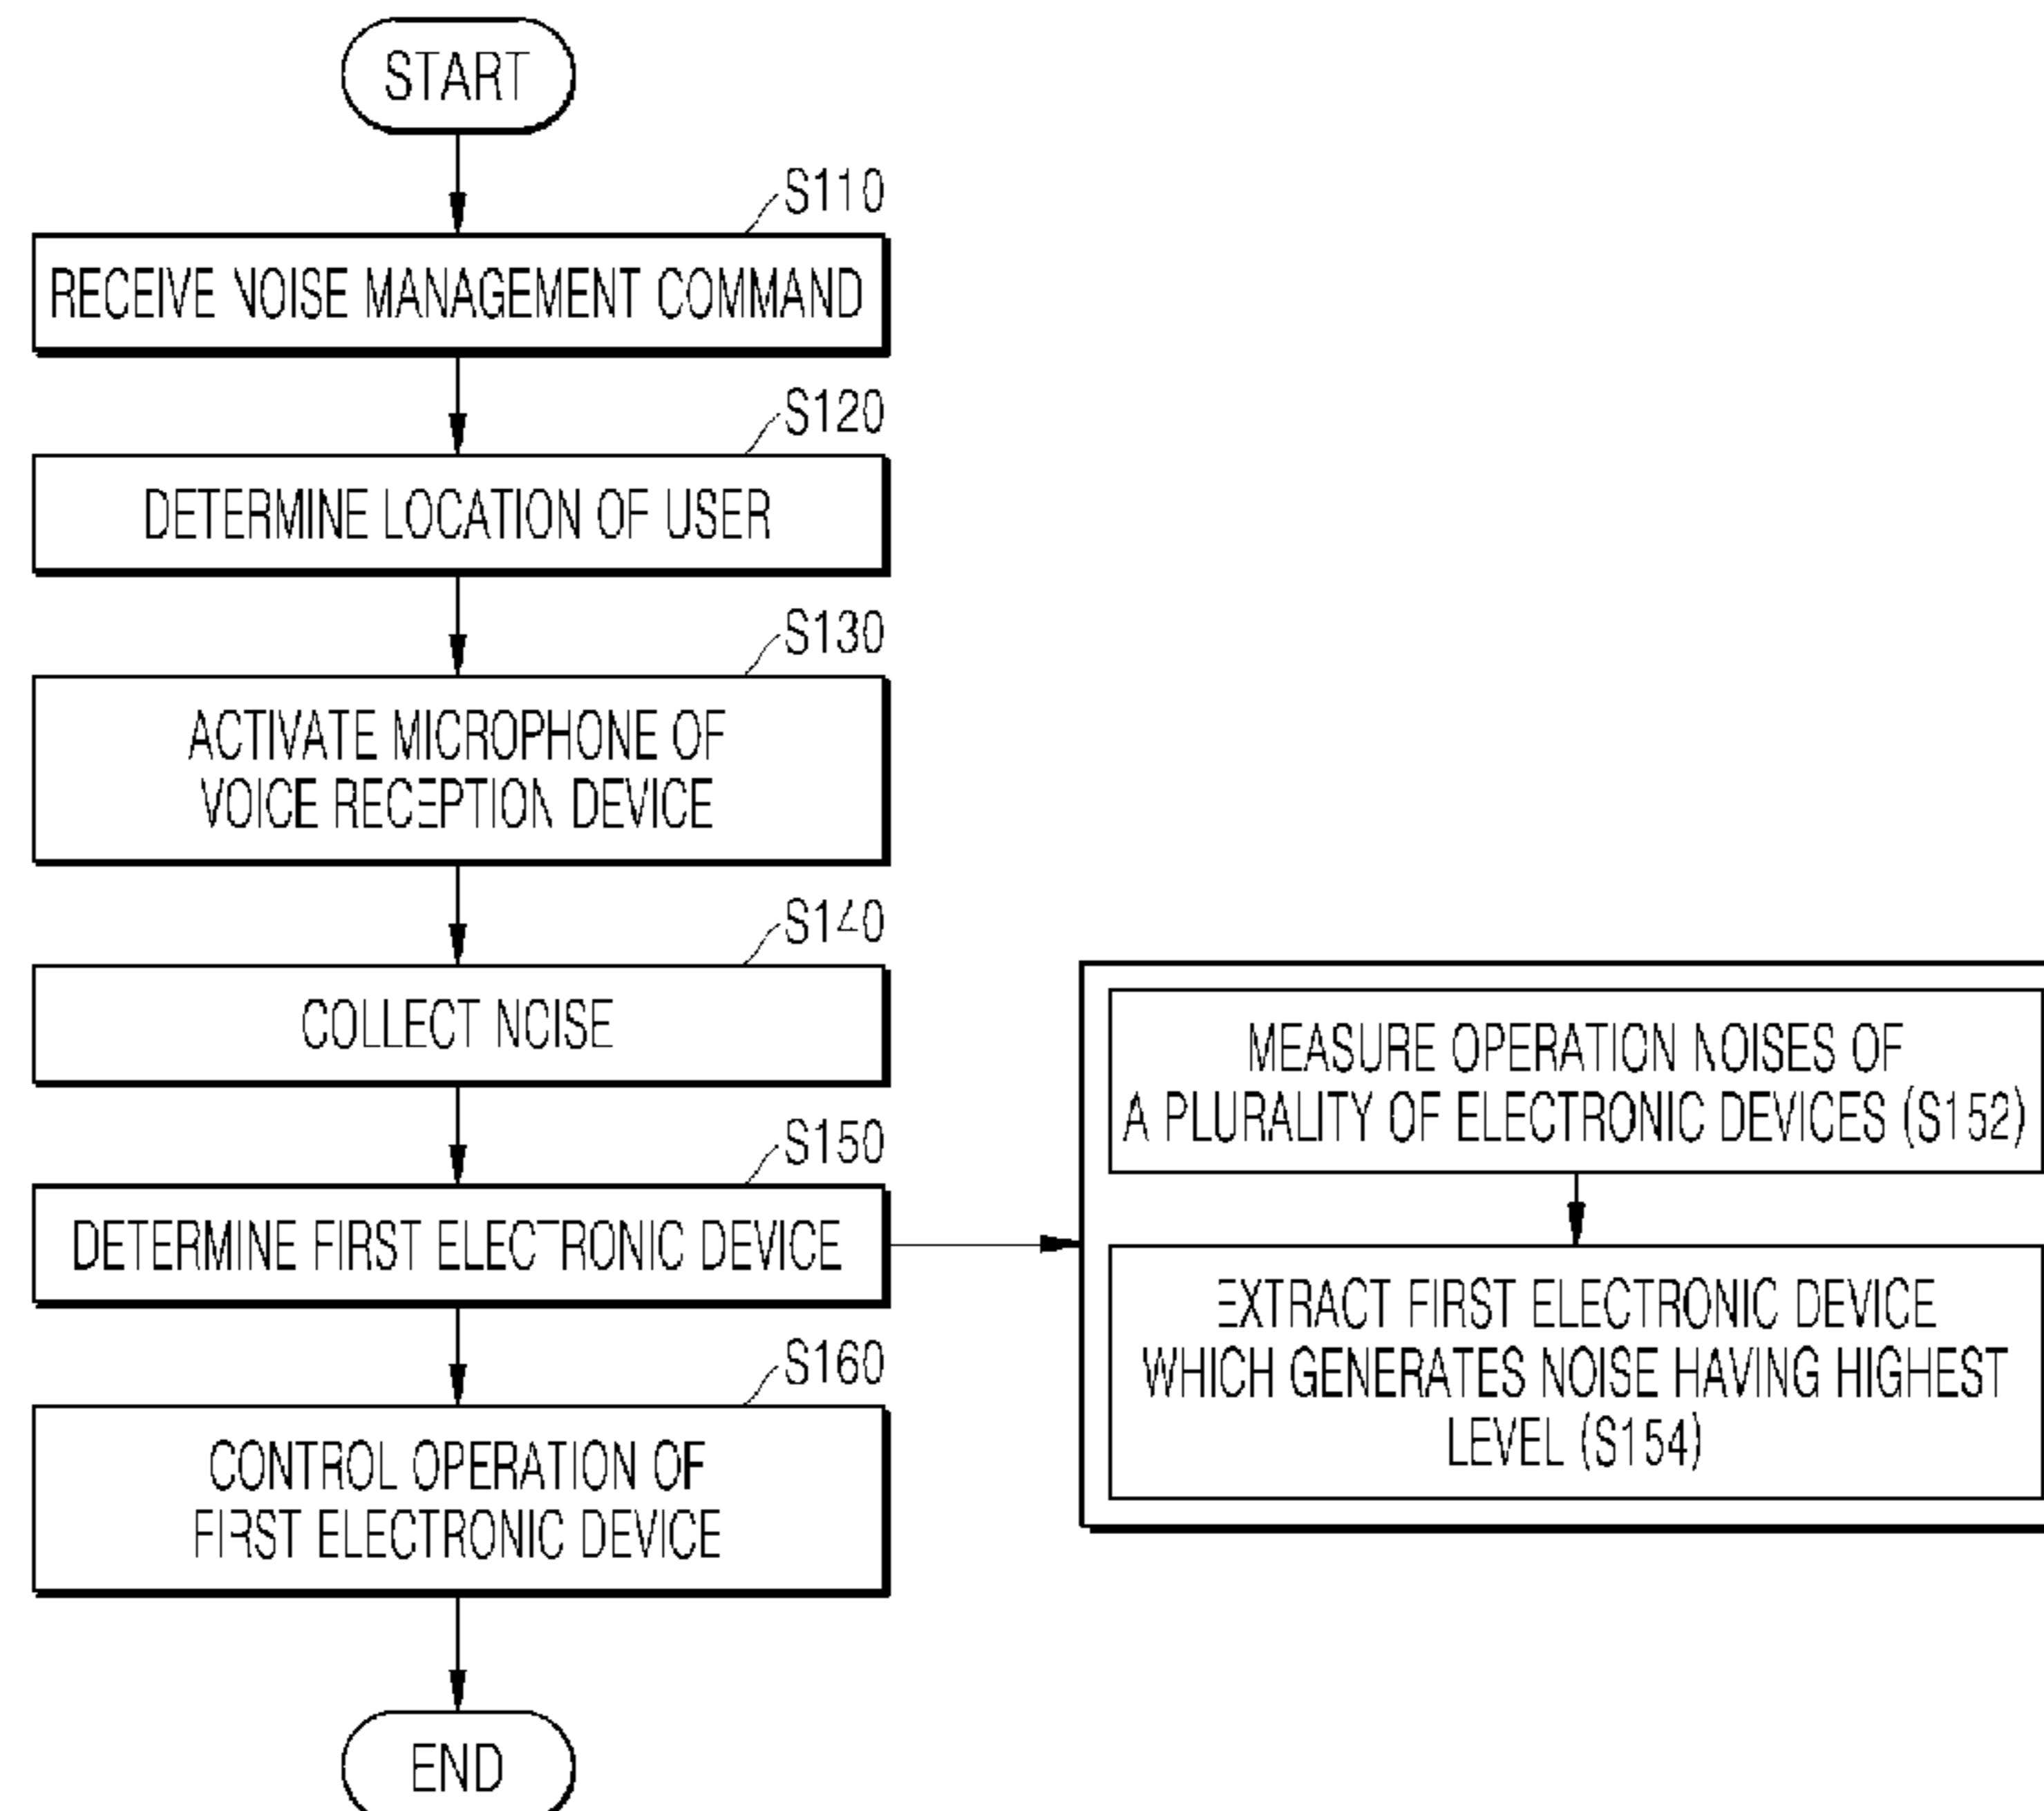 START
S110
RECEIVE NOISE MANAGEMENT COMMAND
S120
DETERMINE LOCATION OF USER
S130
ACTIVATE MICROPHONE OF
VOICE RECEPTION DEVICE
S140
COLLECT NOISE
S150
DETERMINE FIRST ELECTRONIC DEVICE
MEASURE OPERATION NOISES OF
A PLURALITY OF ELECTRONIC DEVICES (S152)
EXTRACT FIRST ELECTRONIC DEVICE
WHICH GENERATES NOISE HAVING HIGHEST
LEVEL (S154)
S160
CONTROL OPERATION OF
FIRST ELECTRONIC DEVICE
END